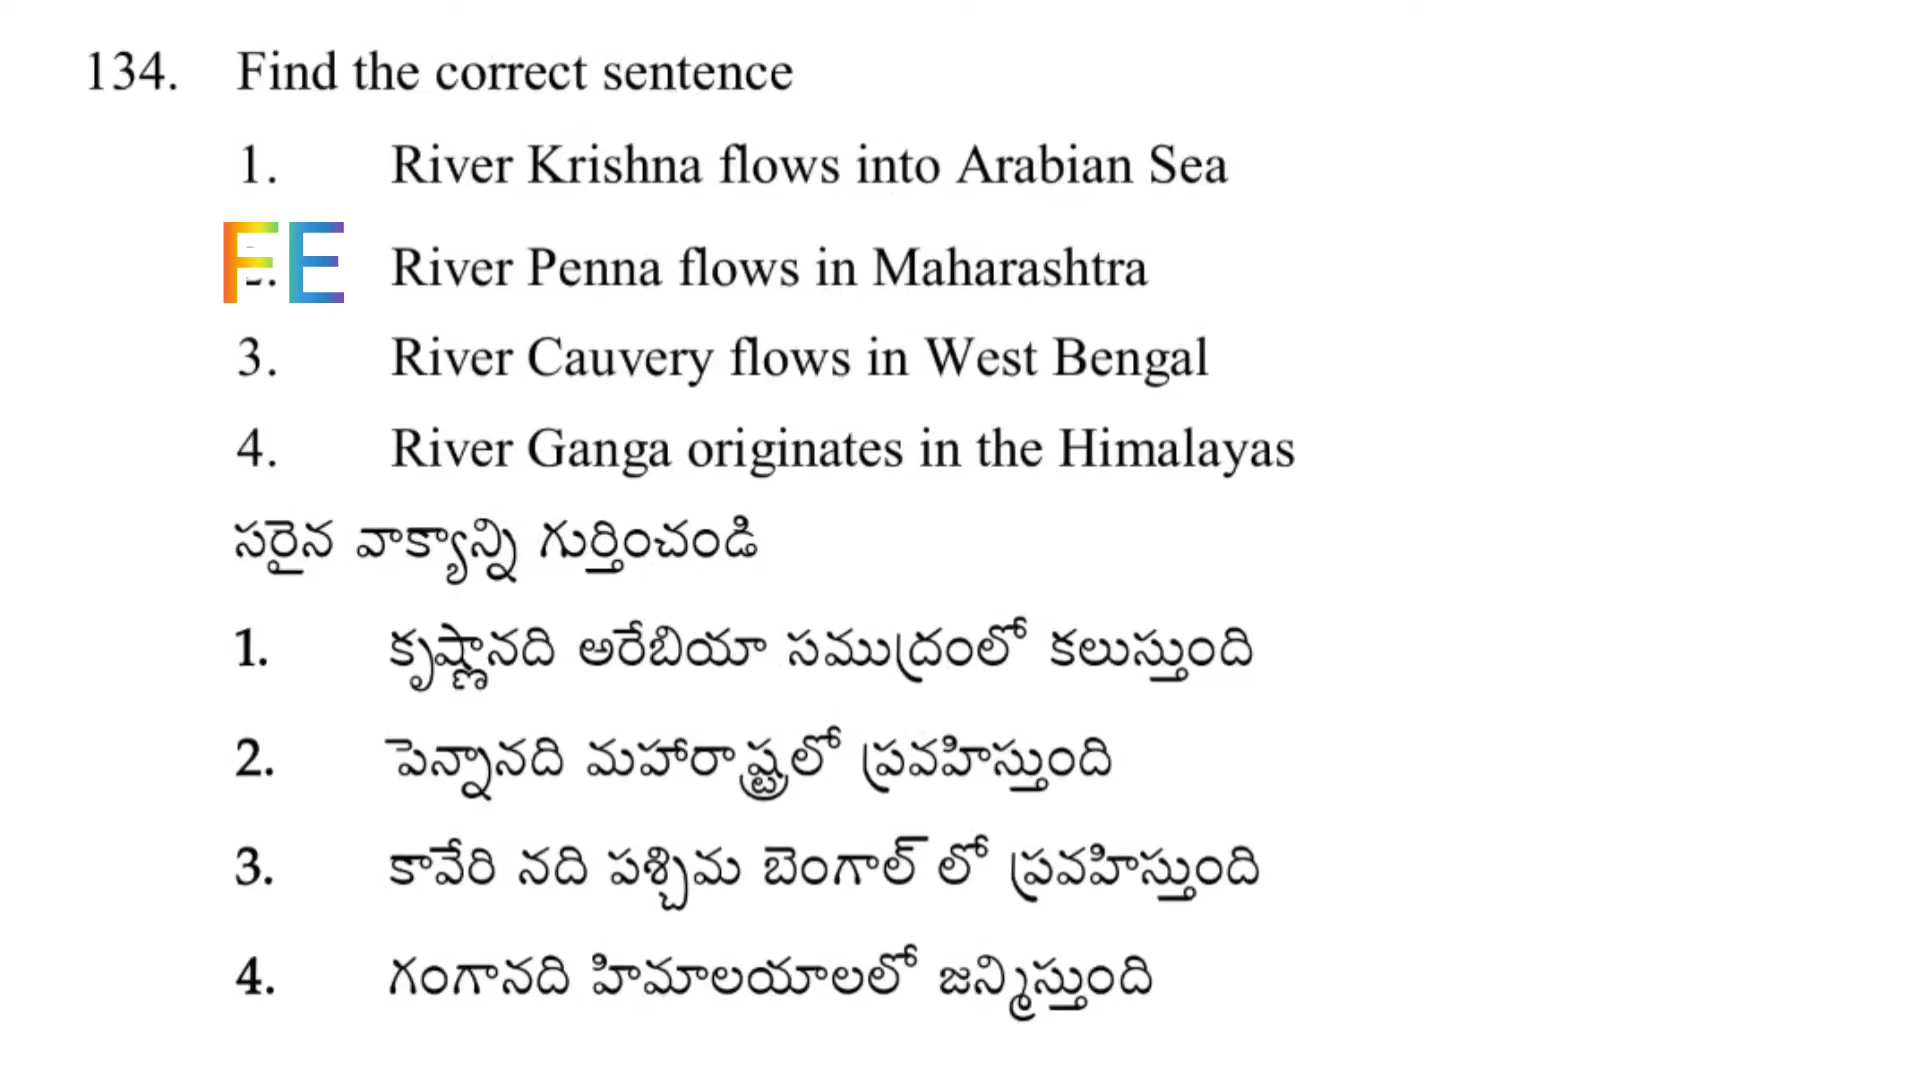 134. Find the correct sentence
1. River Krishna flows into Arabian Sea
FE River Penna flows in Maharashtra
3. River Cauvery flows in West Bengal
4. River Ganga originates in the Himalayas
సరైన వాక్యాన్ని గుర్తించండి
1. కృష్ణానది అరేబియా సముద్రంలో కలుస్తుంది
2. పెన్నానది మహారాష్ట్రలో ప్రవహిస్తుంది
3. కావేరి నది పశ్చిమ బెంగాల్ లో ప్రవహిస్తుంది
4. గంగానది హిమాలయాలలో జన్మిస్తుంది